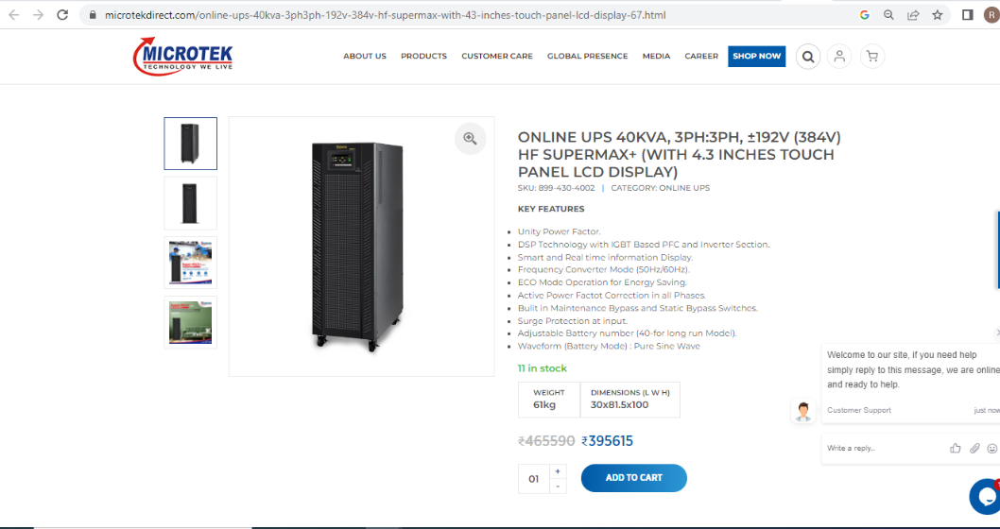 microtekdirect.com/online-ups-40kva-3ph3ph-192v-384v-hf-supermax-with-43-inches-touch-panel-lcd-display-67.html
G
R
MICROTEK
TECHNOLOGY WE LIVE
ABOUT US
PRODUCTS
CUSTOMER CARE
GLOBAL PRESENCE
MEDIA
CAREER
SHOP NOW
ONLINE UPS 40KVA, 3PH:3PH, ±192V (384V)
HF SUPERMAX+ (WITH 4.3 INCHES TOUCH
PANEL LCD DISPLAY)
SKU: 899-430-4002 | CATEGORY: ONLINE UPS
KEY FEATURES
Unity Power Factor.
DSP Technology with IGBT Based PFC and Inverter Section.
Smart and Real time information Display.
Frequency Converter Mode (50Hz/60Hz).
ECO Mode Operation for Energy Saving.
Active Power Factot Correction in all Phases.
Bulit in Maintenance Bypass and Static Bypass Switches.
Surge Protection at input.
Adjustable Battery number (40-for long run Model).
Waveform (Battery Mode) : Pure Sine Wave
11 in stock
WEIGHT
61kg
DIMENSIONS (L W H)
30x81.5x100
₹465590 ₹395615
01
+
-
ADD TO CART
Welcome to our site, if you need help
simply reply to this message, we are online
and ready to help.
Customer Support
just now
Write a reply..